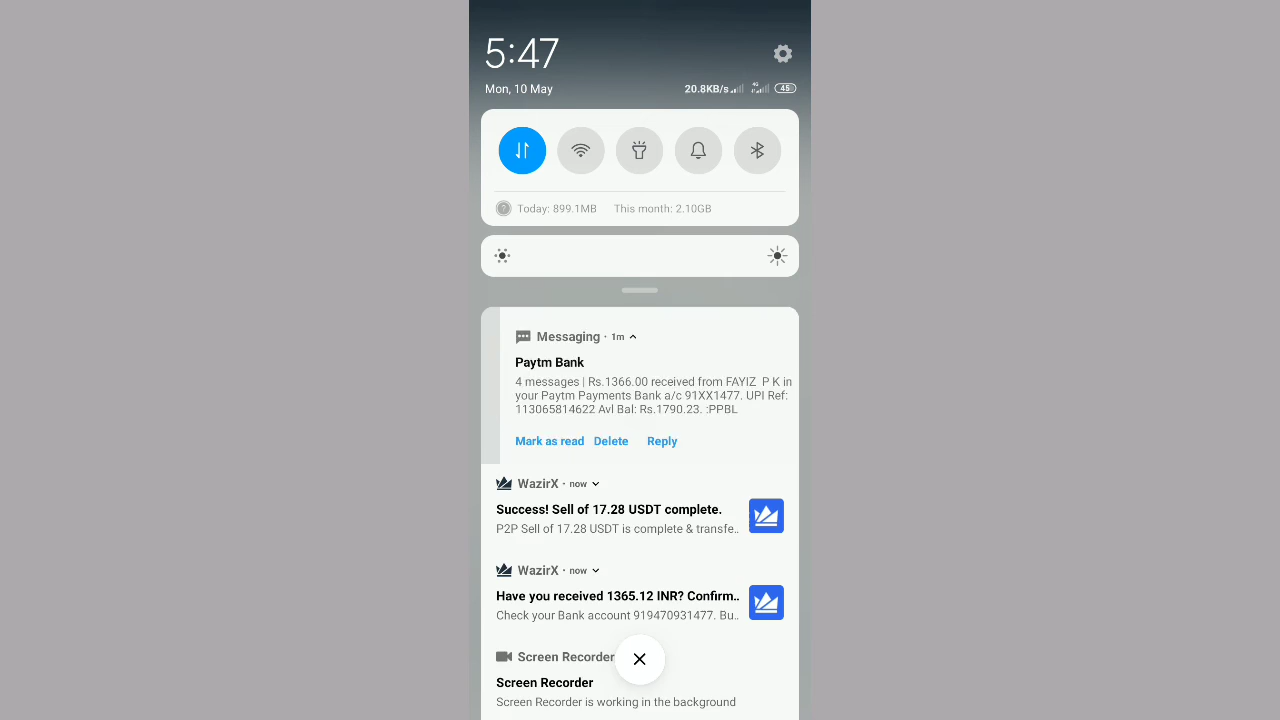 5:47
Mon, 10 May
20.8KB/s 4G 45
Today: 899.1MB This month: 2.10GB
Messaging · 1m
Paytm Bank
4 messages | Rs.1366.00 received from FAYIZ P K in
your Paytm Payments Bank a/c 91XX1477. UPI Ref:
113065814622 Avl Bal: Rs.1790.23. :PPBL
Mark as read Delete Reply
WazirX · now
Success! Sell of 17.28 USDT complete.
P2P Sell of 17.28 USDT is complete & transfe..
WazirX · now
Have you received 1365.12 INR? Confirm..
Check your Bank account 919470931477. Bu..
Screen Recorder
Screen Recorder
Screen Recorder is working in the background